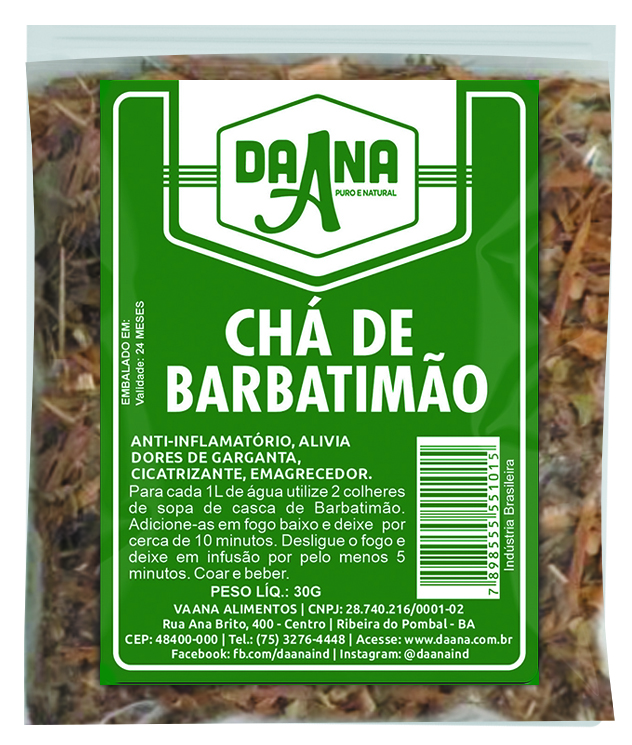 DAANA
PURO E NATURAL
CHÁ DE
BARBATIMÃO
EMBALADO EM:
Validade: 24 MESES
ANTI-INFLAMATÓRIO, ALIVIA
DORES DE GARGANTA,
CICATRIZANTE, EMAGRECEDOR.
Para cada 1L de água utilize 2 colheres
de sopa de casca de Barbatimão.
Adicione-as em fogo baixo e deixe por
cerca de 10 minutos. Desligue o fogo e
deixe em infusão por pelo menos 5
minutos. Coar e beber.
PESO LÍQ.: 30G
7898555551015
Indústria Brasileira
VAANA ALIMENTOS | CNPJ: 28.740.216/0001-02
Rua Ana Brito, 400 - Centro | Ribeira do Pombal - BA
CEP: 48400-000 | Tel.: (75) 3276-4448 | Acesse: www.daana.com.br
Facebook: fb.com/daanaind | Instagram: @daanaind